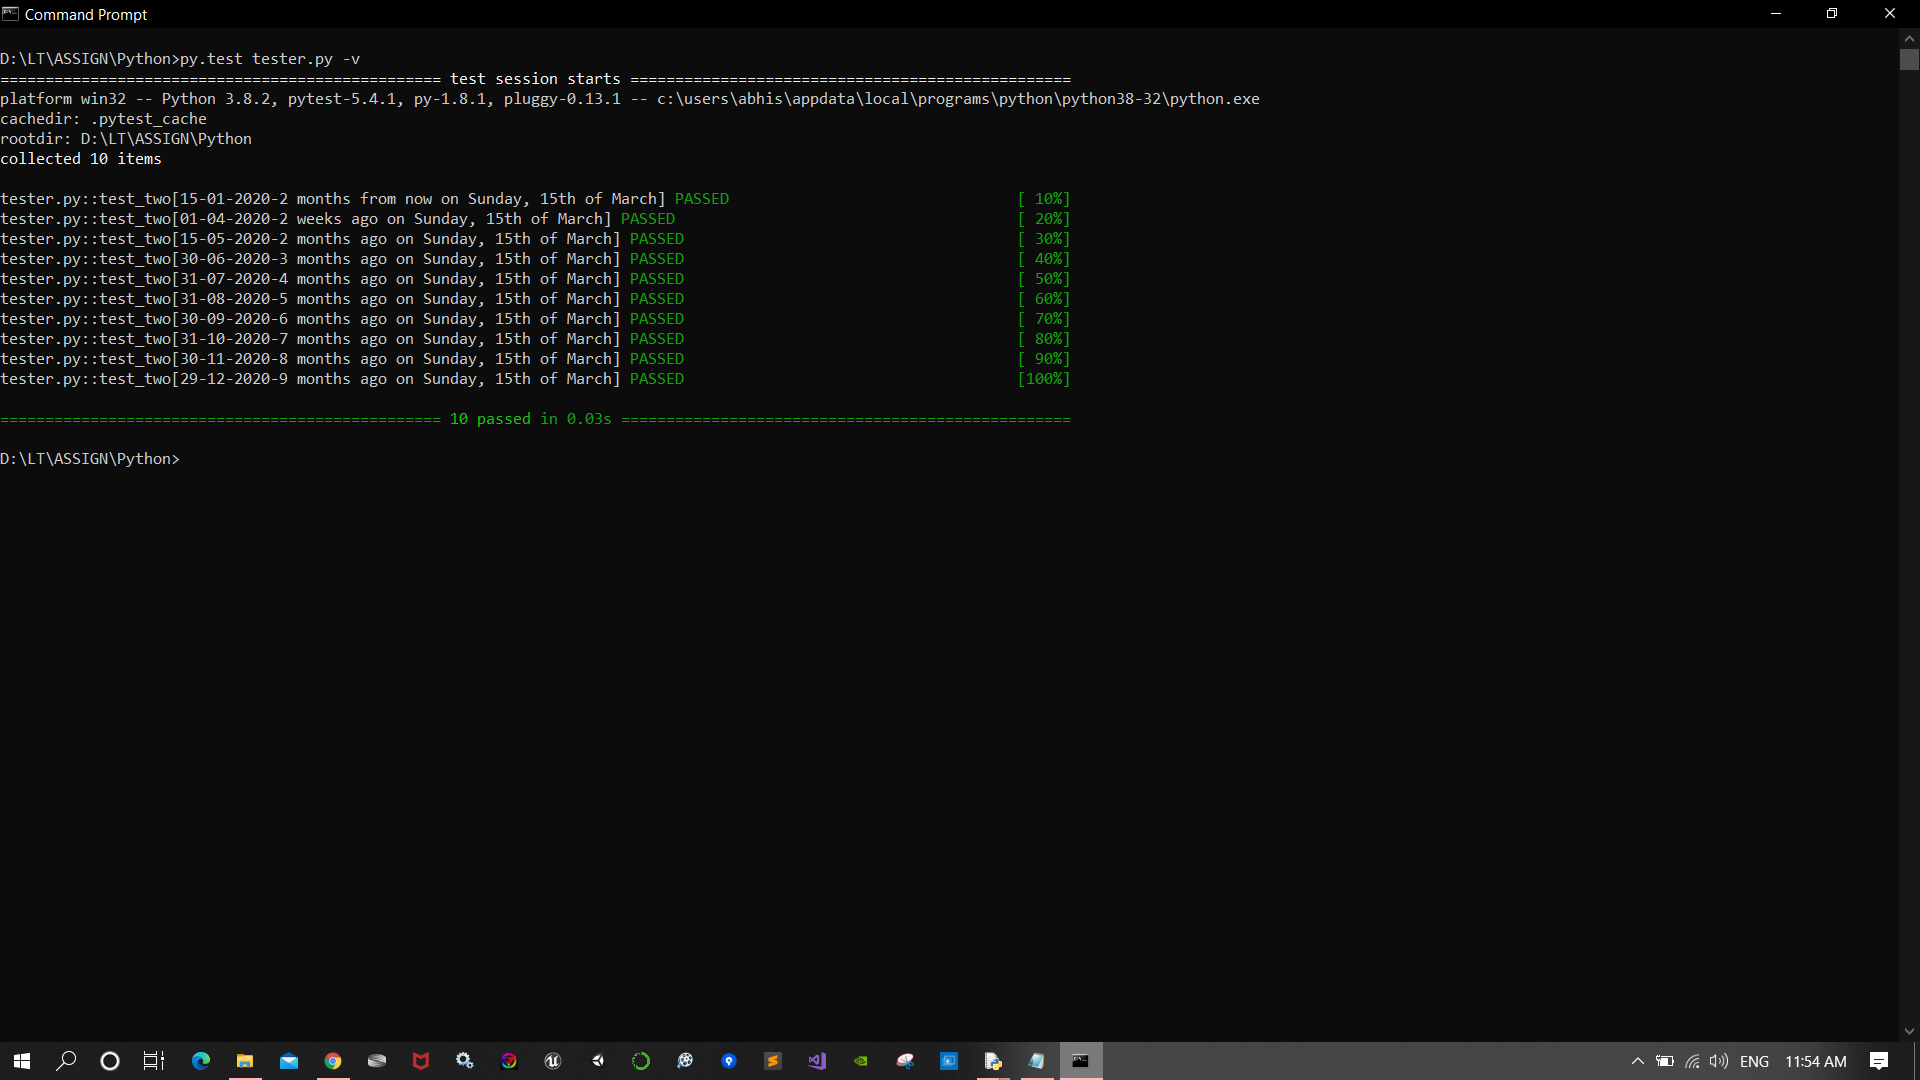 Command Prompt
D:\LT\ASSIGN\Python>py.test tester.py -v
================================================= test session starts =================================================
platform win32 -- Python 3.8.2, pytest-5.4.1, py-1.8.1, pluggy-0.13.1 -- c:\users\abhis\appdata\local\programs\python\python38-32\python.exe
cachedir: .pytest_cache
rootdir: D:\LT\ASSIGN\Python
collected 10 items
tester.py::test_two[15-01-2020-2 months from now on Sunday, 15th of March] PASSED [ 10%]
tester.py::test_two[01-04-2020-2 weeks ago on Sunday, 15th of March] PASSED [ 20%]
tester.py::test_two[15-05-2020-2 months ago on Sunday, 15th of March] PASSED [ 30%]
tester.py::test_two[30-06-2020-3 months ago on Sunday, 15th of March] PASSED [ 40%]
tester.py::test_two[31-07-2020-4 months ago on Sunday, 15th of March] PASSED [ 50%]
tester.py::test_two[31-08-2020-5 months ago on Sunday, 15th of March] PASSED [ 60%]
tester.py::test_two[30-09-2020-6 months ago on Sunday, 15th of March] PASSED [ 70%]
tester.py::test_two[31-10-2020-7 months ago on Sunday, 15th of March] PASSED [ 80%]
tester.py::test_two[30-11-2020-8 months ago on Sunday, 15th of March] PASSED [ 90%]
tester.py::test_two[29-12-2020-9 months ago on Sunday, 15th of March] PASSED [100%]
================================================= 10 passed in 0.03s ==================================================
D:\LT\ASSIGN\Python>
ENG 11:54 AM